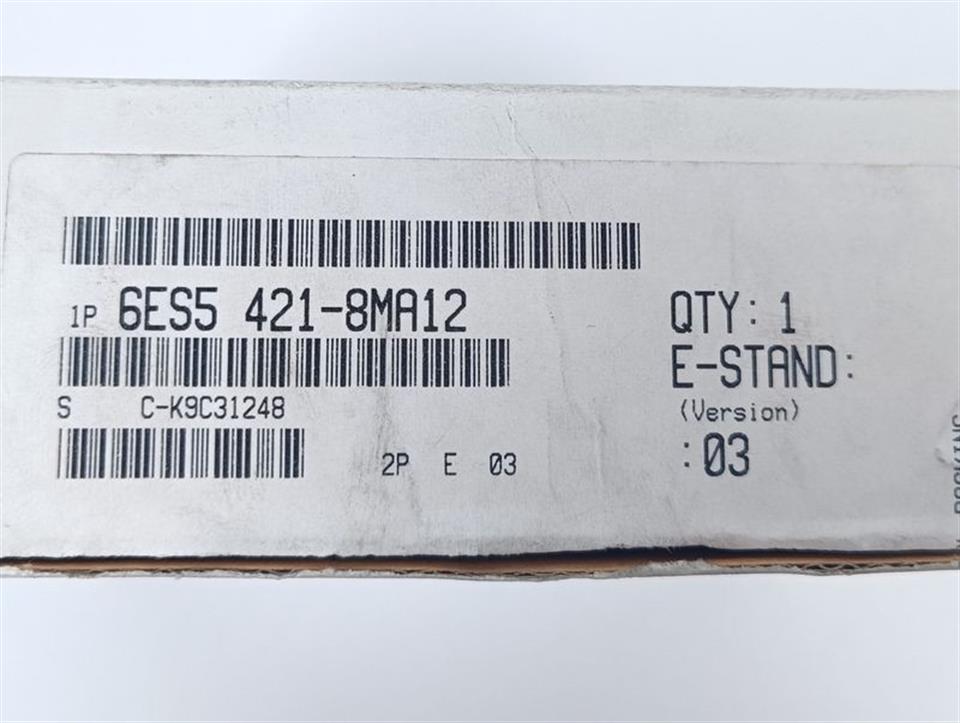 1P 6ES5 421-8MA12
S C-K9C31248
2P E 03
QTY: 1
E-STAND:
(Version)
:03